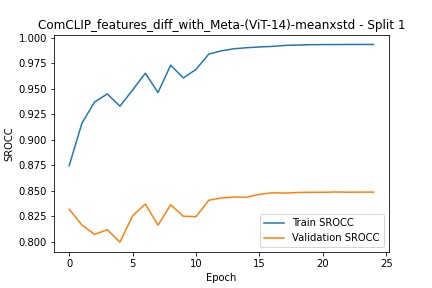 ComCLIP_features_diff_with_Meta-(ViT-14)-meanxstd - Split 1
1.000
0.975
0.950
0.925
0.900
0.875
0.850
0.825
0.800
SROCC
Train SROCC
Validation SROCC
0 5 10 15 20 25
Epoch